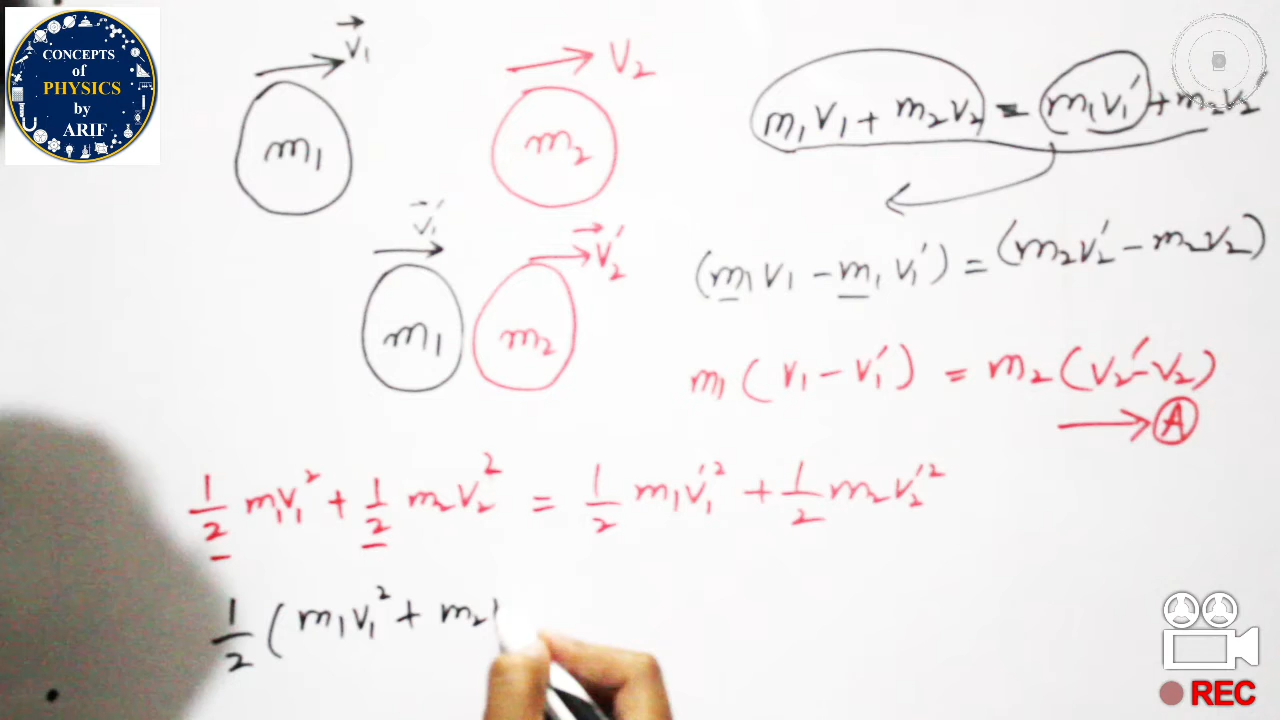 CONCEPTS
of
PHYSICS
by
ARIF
v₁
m₁
V₂
m₂
m₁v₁ + m₂v₂ = m₁v₁′ + m₂v₂
v₁′
m₁
v₂′
m₂
(m₁v₁ − m₁v₁′) = (m₂v₂′ − m₂v₂)
m₁ (v₁ − v₁′) = m₂ (v₂′ − v₂)
A
1/2 m₁v₁² + 1/2 m₂v₂² = 1/2 m₁v₁′² + 1/2 m₂v₂′²
1/2 ( m₁v₁² + m₂
REC